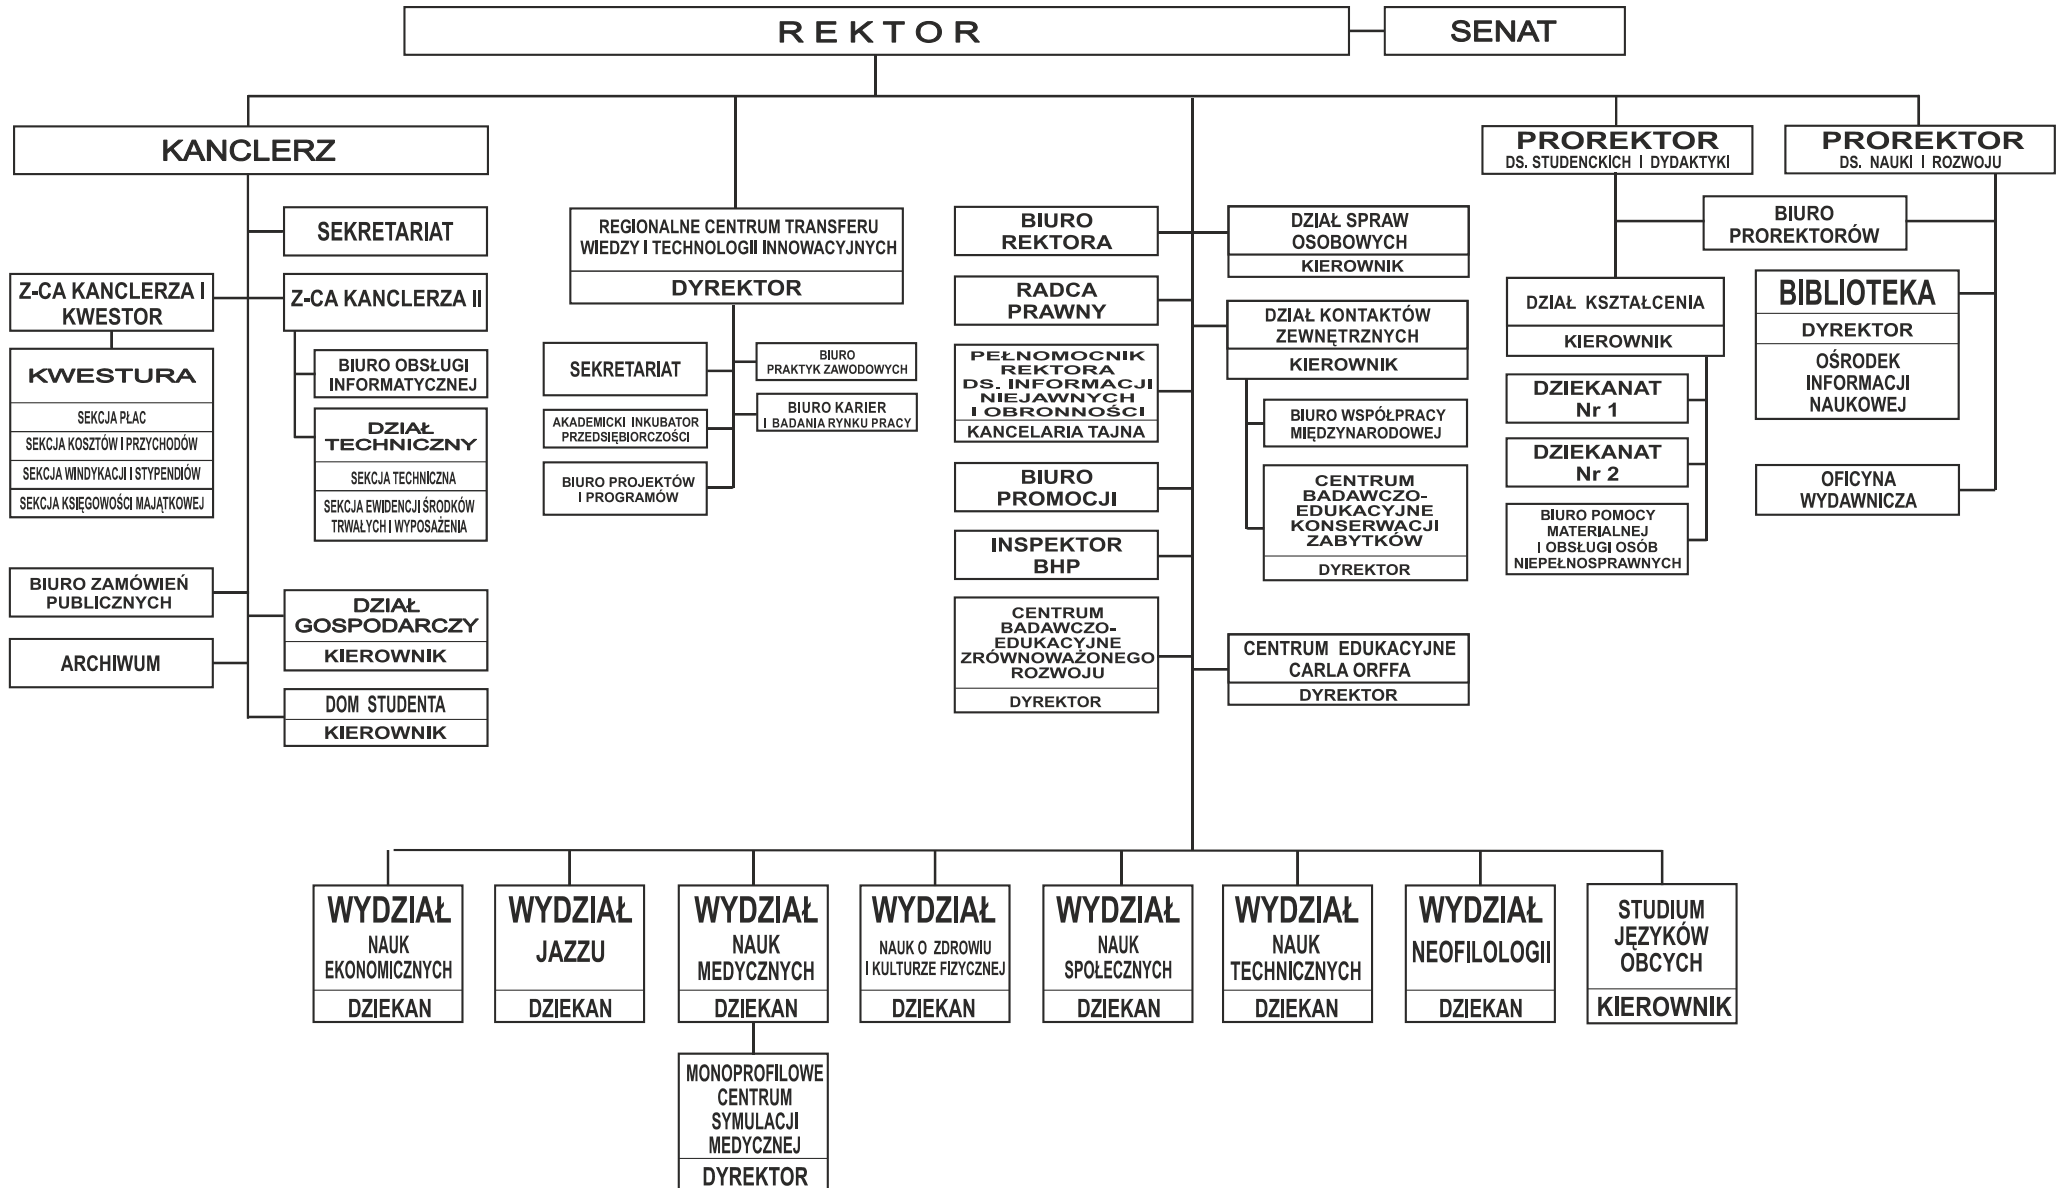 REKTOR
SENAT
KANCLERZ
SEKRETARIAT
Z-CA KANCLERZA I
KWESTOR
Z-CA KANCLERZA II
KWESTURA
SEKCJA PŁAC
SEKCJA KOSZTÓW I PRZYCHODÓW
SEKCJA WINDYKACJI I STYPENDIÓW
SEKCJA KSIĘGOWOŚCI MAJĄTKOWEJ
BIURO OBSŁUGI
INFORMATYCZNEJ
DZIAŁ
TECHNICZNY
SEKCJA TECHNICZNA
SEKCJA EWIDENCJI ŚRODKÓW
TRWAŁYCH I WYPOSAŻENIA
BIURO ZAMÓWIEŃ
PUBLICZNYCH
ARCHIWUM
DZIAŁ
GOSPODARCZY
KIEROWNIK
DOM STUDENTA
KIEROWNIK
REGIONALNE CENTRUM TRANSFERU
WIEDZY I TECHNOLOGII INNOWACYJNYCH
DYREKTOR
SEKRETARIAT
BIURO
PRAKTYK ZAWODOWYCH
AKADEMICKI INKUBATOR
PRZEDSIĘBIORCZOŚCI
BIURO KARIER
I BADANIA RYNKU PRACY
BIURO PROJEKTÓW
I PROGRAMÓW
BIURO
REKTORA
RADCA
PRAWNY
PEŁNOMOCNIK
REKTORA
DS. INFORMACJI
NIEJAWNYCH
I OBRONNOŚCI
KANCELARIA TAJNA
BIURO
PROMOCJI
INSPEKTOR
BHP
CENTRUM
BADAWCZO-
EDUKACYJNE
ZRÓWNOWAŻONEGO
ROZWOJU
DYREKTOR
DZIAŁ SPRAW
OSOBOWYCH
KIEROWNIK
DZIAŁ KONTAKTÓW
ZEWNĘTRZNYCH
KIEROWNIK
BIURO WSPÓŁPRACY
MIĘDZYNARODOWEJ
CENTRUM
BADAWCZO-
EDUKACYJNE
KONSERWACJI
ZABYTKÓW
DYREKTOR
CENTRUM EDUKACYJNE
CARLA ORFFA
DYREKTOR
PROREKTOR
DS. STUDENCKICH I DYDAKTYKI
PROREKTOR
DS. NAUKI I ROZWOJU
BIURO
PROREKTORÓW
DZIAŁ KSZTAŁCENIA
KIEROWNIK
DZIEKANAT
Nr 1
DZIEKANAT
Nr 2
BIURO POMOCY
MATERIALNEJ
I OBSŁUGI OSÓB
NIEPEŁNOSPRAWNYCH
BIBLIOTEKA
DYREKTOR
OŚRODEK
INFORMACJI
NAUKOWEJ
OFICYNA
WYDAWNICZA
WYDZIAŁ
NAUK
EKONOMICZNYCH
DZIEKAN
WYDZIAŁ
JAZZU
DZIEKAN
WYDZIAŁ
NAUK
MEDYCZNYCH
DZIEKAN
WYDZIAŁ
NAUK O ZDROWIU
I KULTURZE FIZYCZNEJ
DZIEKAN
WYDZIAŁ
NAUK
SPOŁECZNYCH
DZIEKAN
WYDZIAŁ
NAUK
TECHNICZNYCH
DZIEKAN
WYDZIAŁ
NEOFILOLOGII
DZIEKAN
STUDIUM
JĘZYKÓW
OBCYCH
KIEROWNIK
MONOPROFILOWE
CENTRUM
SYMULACJI
MEDYCZNEJ
DYREKTOR